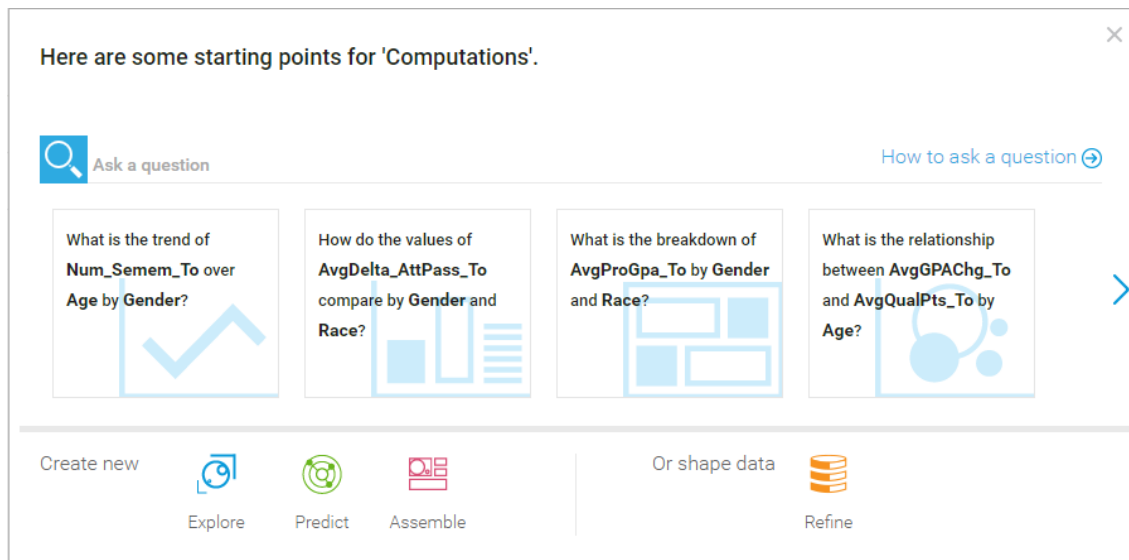 Here are some starting points for 'Computations'.
Ask a question
How to ask a question
What is the trend of
Num_Semem_To over
Age by Gender?
How do the values of
AvgDelta_AttPass_To
compare by Gender and
Race?
What is the breakdown of
AvgProGpa_To by Gender
and Race?
What is the relationship
between AvgGPAChg_To
and AvgQualPts_To by
Age?
Create new
Explore
Predict
Assemble
Or shape data
Refine